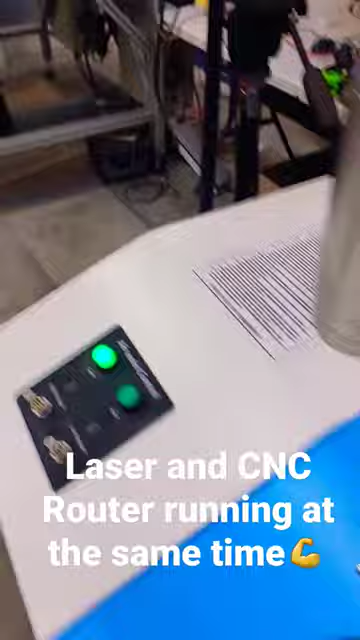 Laser and CNC
Router running at
the same time💪